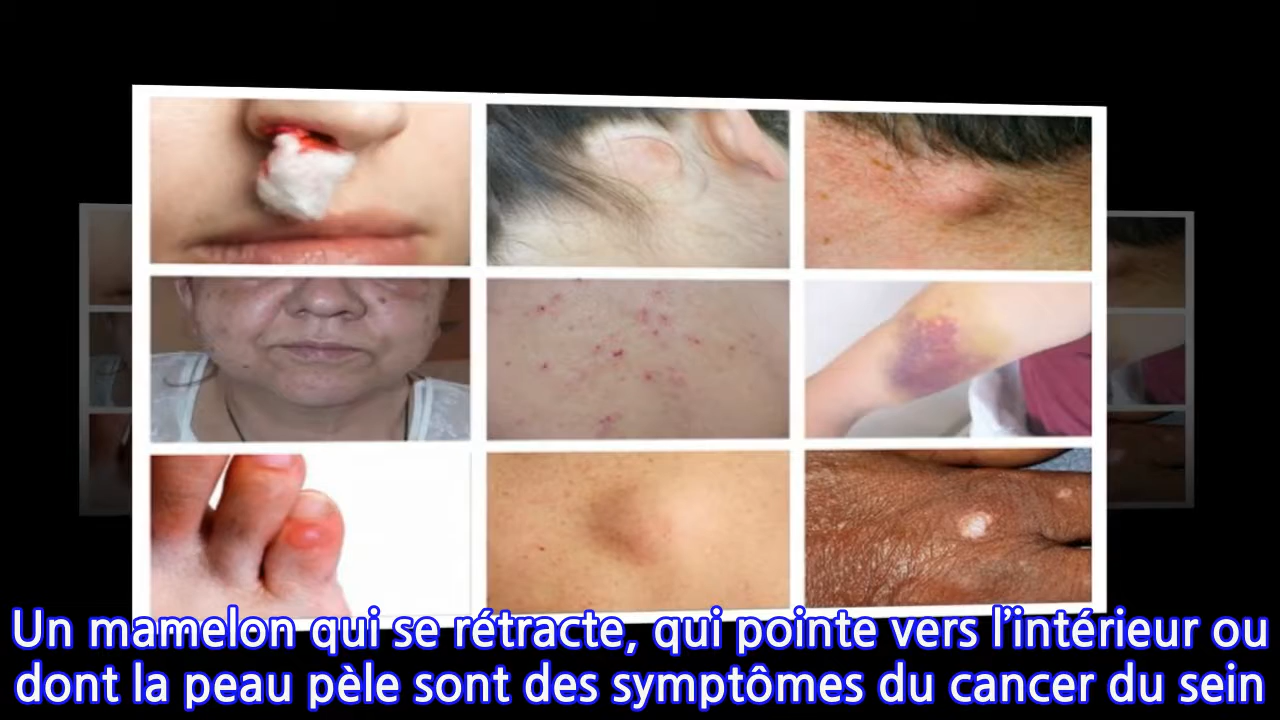 Un mamelon qui se rétracte, qui pointe vers l’intérieur ou
dont la peau pèle sont des symptômes du cancer du sein